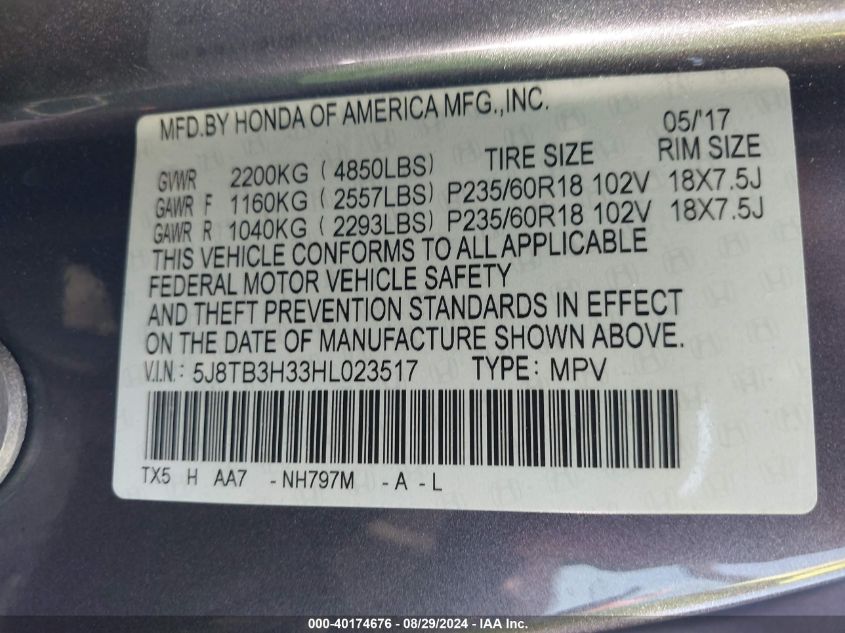 MFD.BY HONDA OF AMERICA MFG.,INC.
05/'17
GVWR 2200KG (4850LBS) TIRE SIZE RIM SIZE
GAWR F 1160KG (2557LBS) P235/60R18 102V 18X7.5J
GAWR R 1040KG (2293LBS) P235/60R18 102V 18X7.5J
THIS VEHICLE CONFORMS TO ALL APPLICABLE
FEDERAL MOTOR VEHICLE SAFETY
AND THEFT PREVENTION STANDARDS IN EFFECT
ON THE DATE OF MANUFACTURE SHOWN ABOVE.
V.I.N.: 5J8TB3H33HL023517 TYPE: MPV
TX5 H AA7 -NH797M -A -L
000-40174676 - 08/29/2024 - IAA Inc.